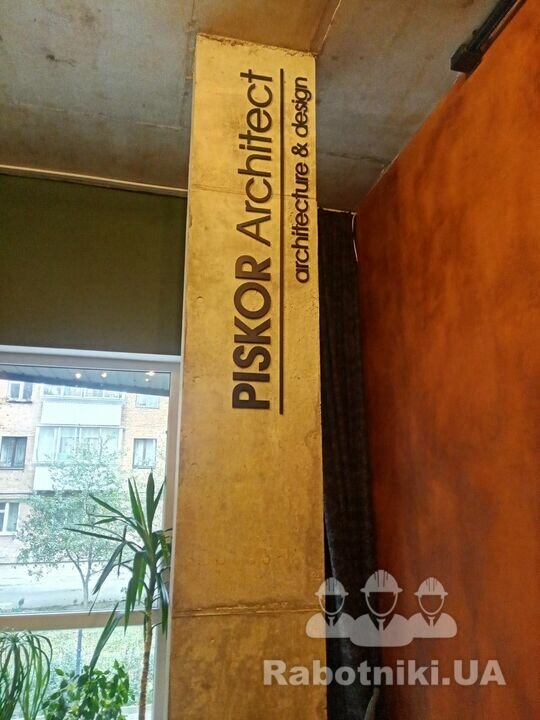 PISKOR Architect
architecture & design
Rabotniki.UA